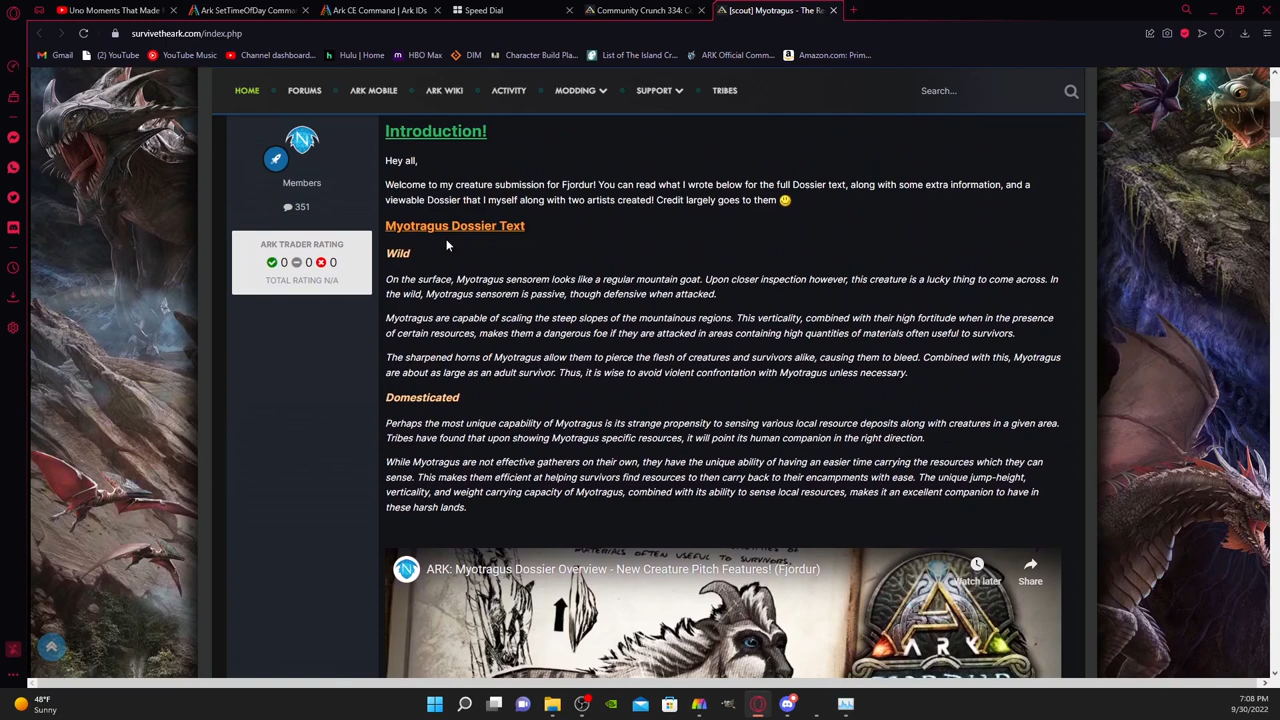 Uno Moments That Made
Ark SetTimeOfDay Comman
Ark CE Command | Ark IDs
Speed Dial
Community Crunch 334: C
[scout] Myotragus - The Re
survivetheark.com/index.php
Gmail
(2) YouTube
YouTube Music
Channel dashboard...
Hulu | Home
HBO Max
DIM
Character Build Pla...
List of The Island Cr...
ARK Official Comm...
Amazon.com: Prim...
HOME
FORUMS
ARK MOBILE
ARK WIKI
ACTIVITY
MODDING
SUPPORT
TRIBES
Search...
Members
351
ARK TRADER RATING
0 0 0
TOTAL RATING N/A
Introduction!
Hey all,
Welcome to my creature submission for Fjordur! You can read what I wrote below for the full Dossier text, along with some extra information, and a
viewable Dossier that I myself along with two artists created! Credit largely goes to them
Myotragus Dossier Text
Wild
On the surface, Myotragus sensorem looks like a regular mountain goat. Upon closer inspection however, this creature is a lucky thing to come across. In
the wild, Myotragus sensorem is passive, though defensive when attacked.
Myotragus are capable of scaling the steep slopes of the mountainous regions. This verticality, combined with their high fortitude when in the presence
of certain resources, makes them a dangerous foe if they are attacked in areas containing high quantities of materials often useful to survivors.
The sharpened horns of Myotragus allow them to pierce the flesh of creatures and survivors alike, causing them to bleed. Combined with this, Myotragus
are about as large as an adult survivor. Thus, it is wise to avoid violent confrontation with Myotragus unless necessary.
Domesticated
Perhaps the most unique capability of Myotragus is its strange propensity to sensing various local resource deposits along with creatures in a given area.
Tribes have found that upon showing Myotragus specific resources, it will point its human companion in the right direction.
While Myotragus are not effective gatherers on their own, they have the unique ability of having an easier time carrying the resources which they can
sense. This makes them efficient at helping survivors find resources to then carry back to their encampments with ease. The unique jump-height,
verticality, and weight carrying capacity of Myotragus, combined with its ability to sense local resources, makes it an excellent companion to have in
these harsh lands.
MATERIALS OFTEN USEFUL TO SURVIVORS.
ARK: Myotragus Dossier Overview - New Creature Pitch Features! (Fjordur)
Watch later
Share
ARK
48°F
Sunny
7:08 PM
9/30/2022